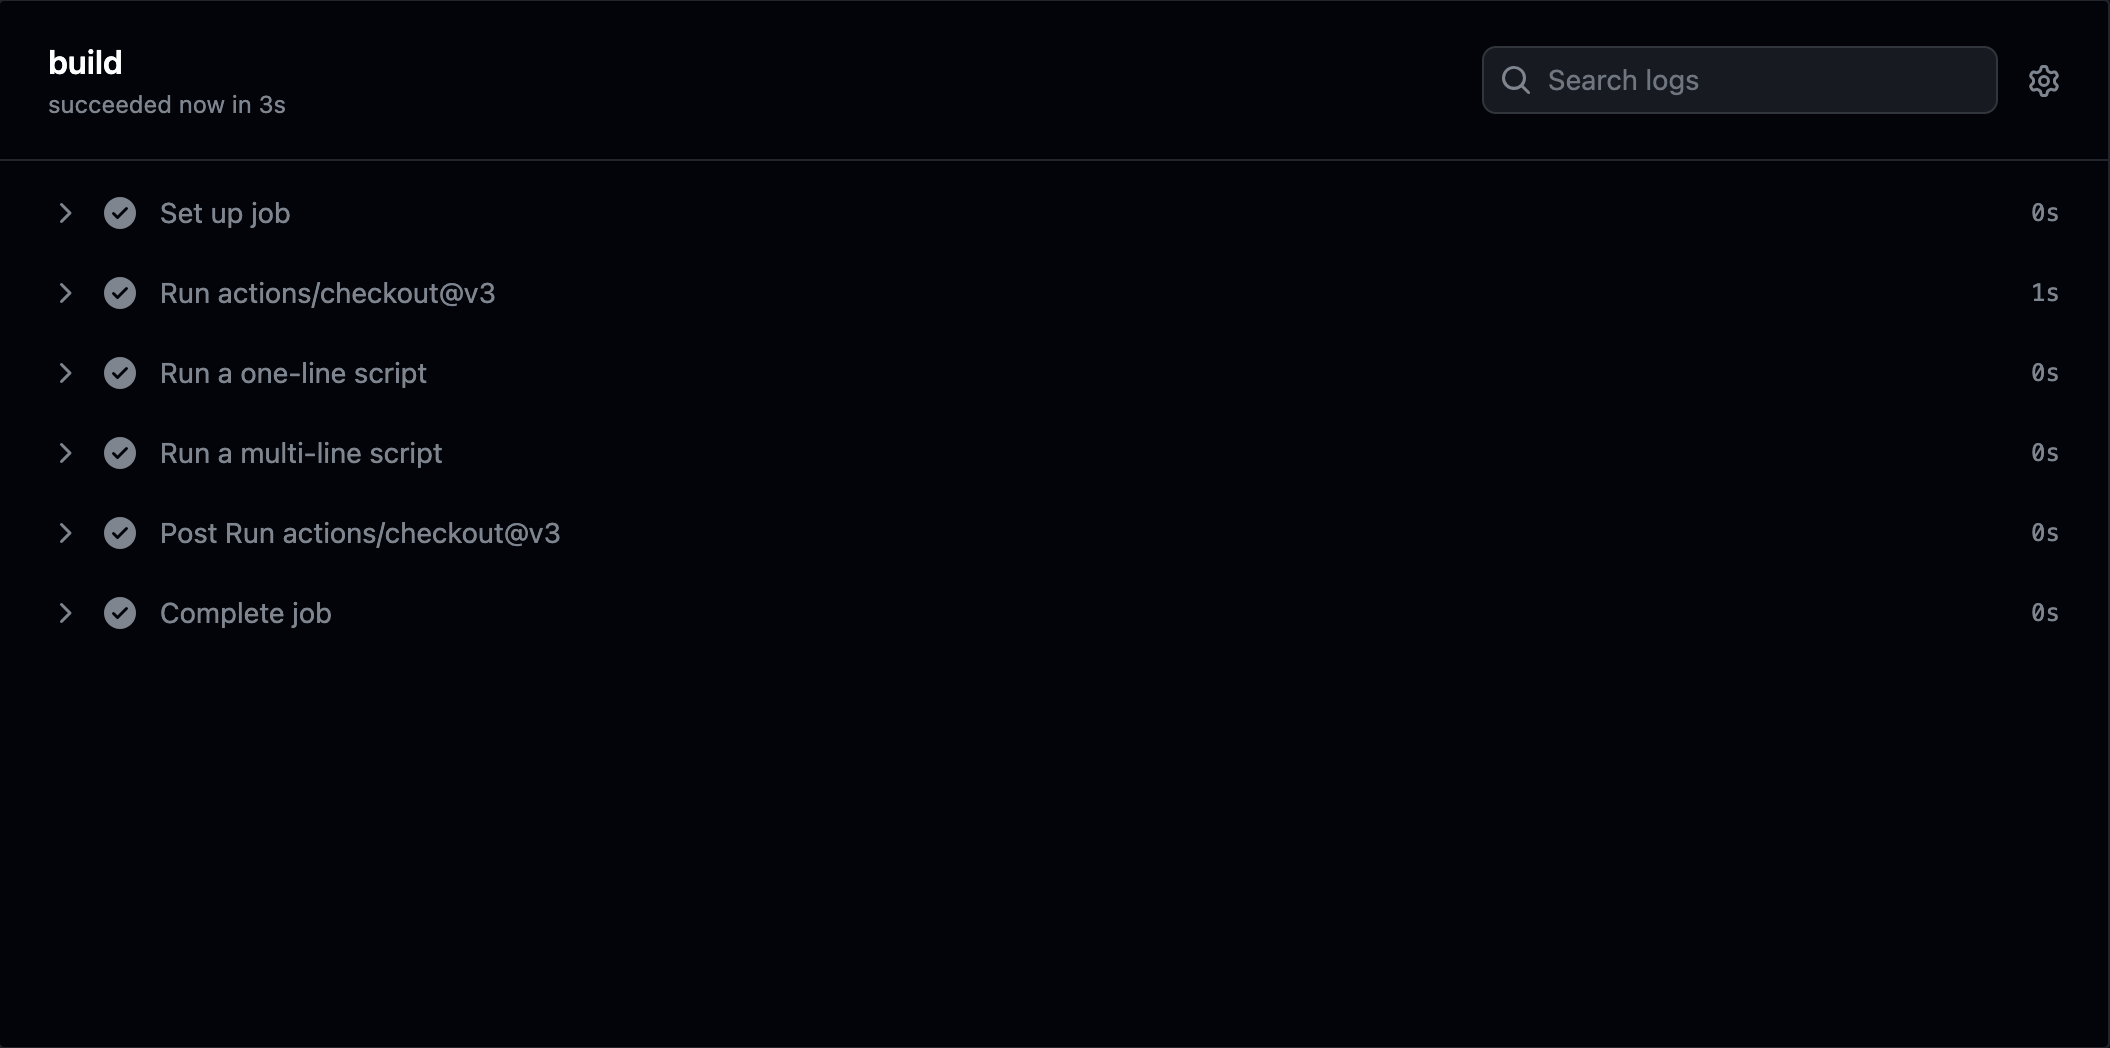 build
succeeded now in 3s
Search logs
Set up job 0s
Run actions/checkout@v3 1s
Run a one-line script 0s
Run a multi-line script 0s
Post Run actions/checkout@v3 0s
Complete job 0s